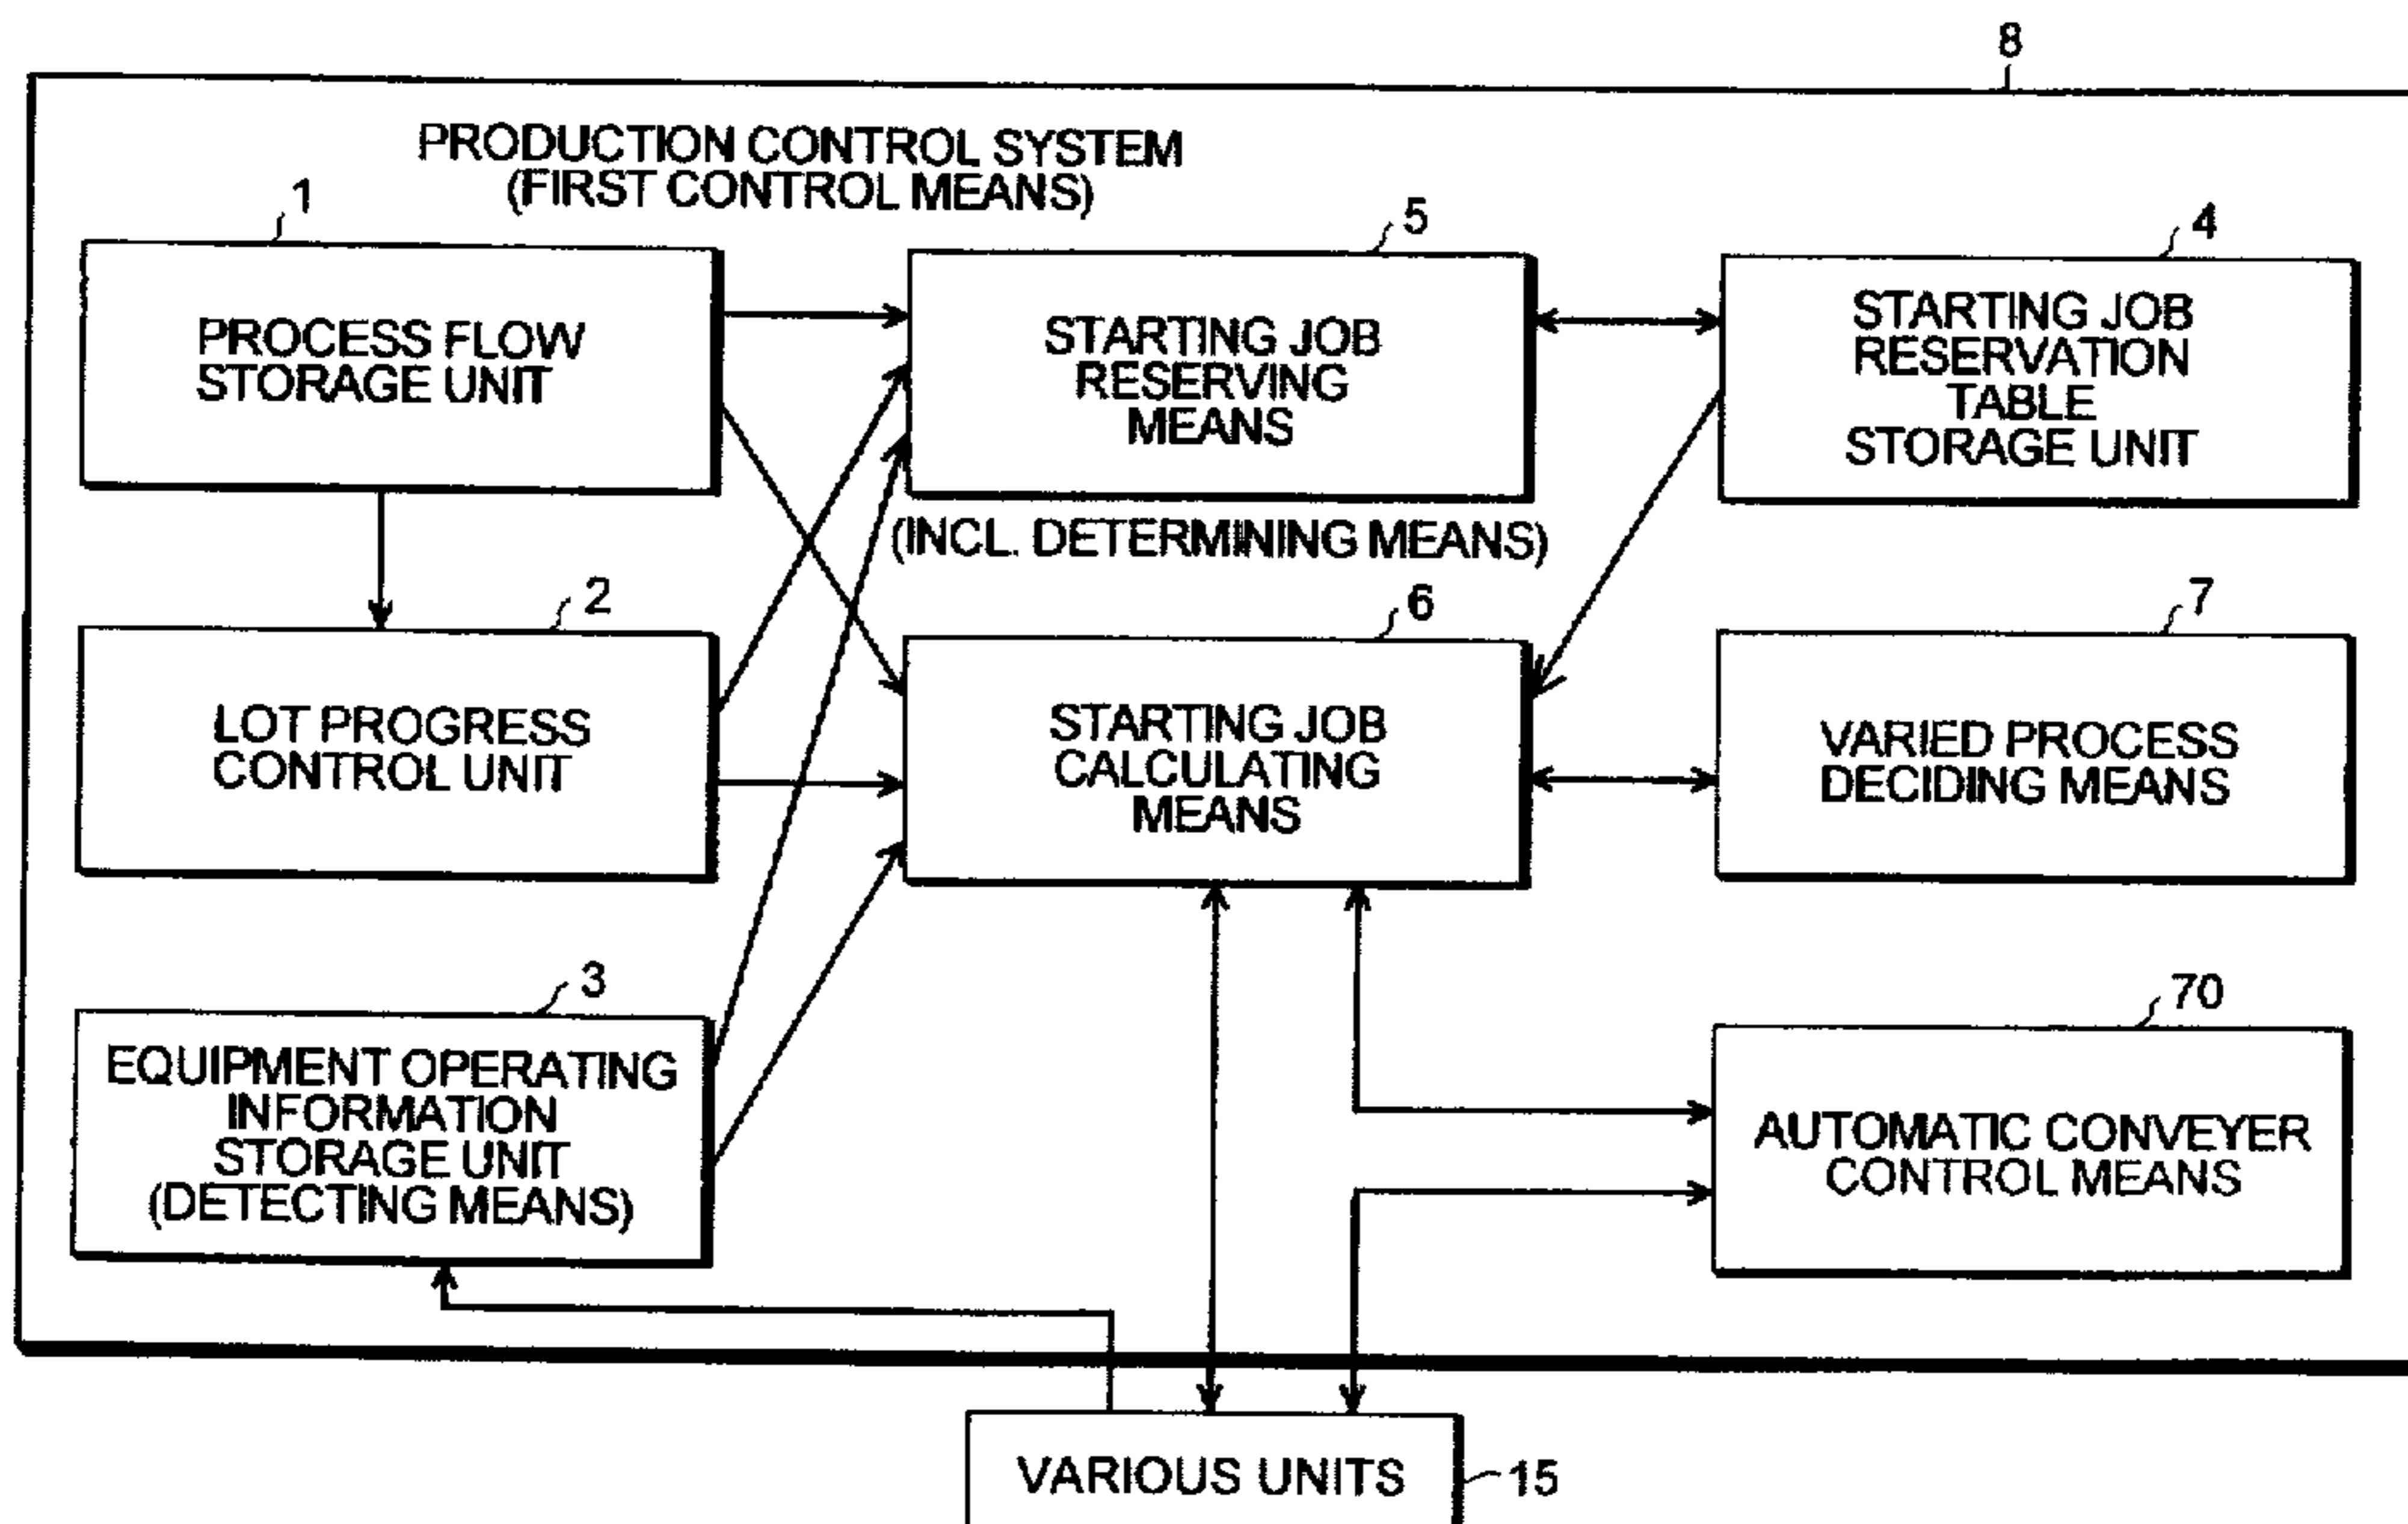 8
PRODUCTION CONTROL SYSTEM
(FIRST CONTROL MEANS)
1
PROCESS FLOW
STORAGE UNIT
5
STARTING JOB
RESERVING
MEANS
(INCL. DETERMINING MEANS)
4
STARTING JOB
RESERVATION
TABLE
STORAGE UNIT
2
LOT PROGRESS
CONTROL UNIT
6
STARTING JOB
CALCULATING
MEANS
7
VARIED PROCESS
DECIDING MEANS
3
EQUIPMENT OPERATING
INFORMATION
STORAGE UNIT
(DETECTING MEANS)
70
AUTOMATIC CONVEYER
CONTROL MEANS
VARIOUS UNITS
15